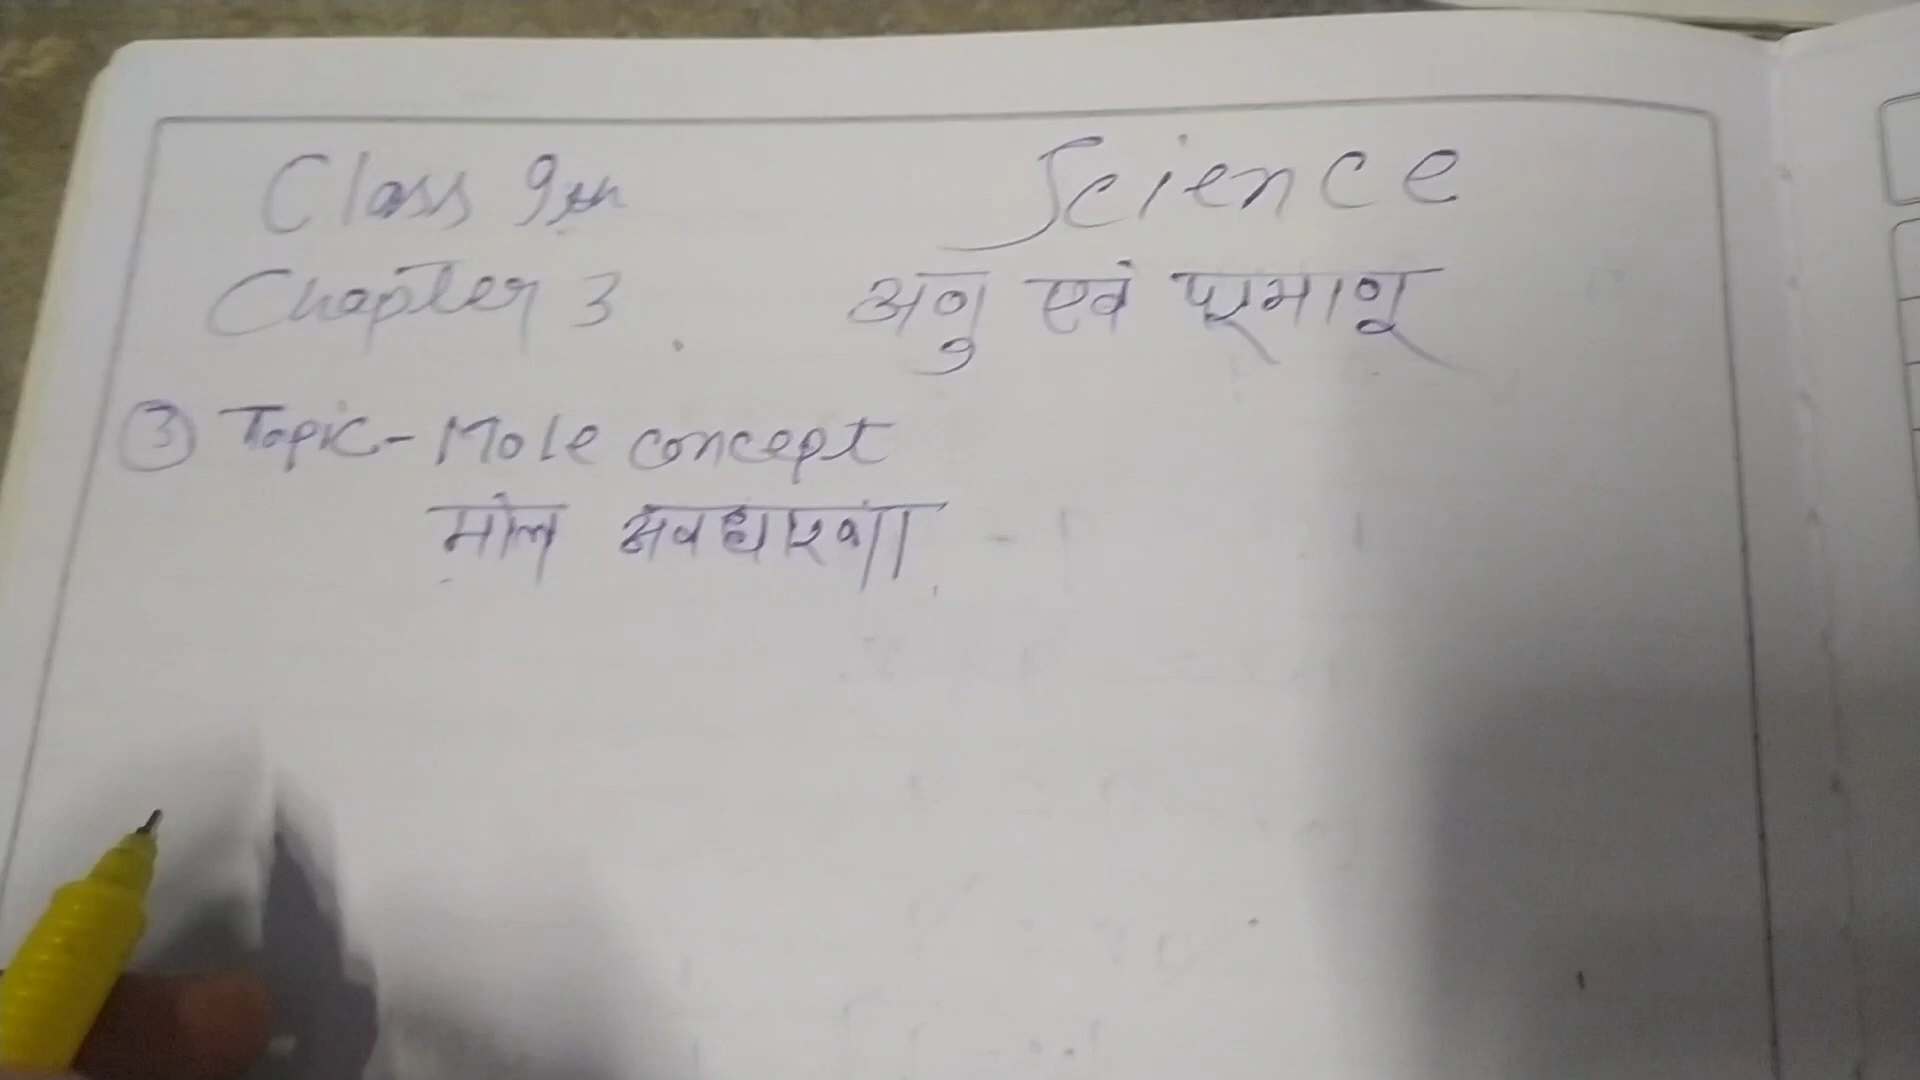 Class 9th Science
Chapter 3 अणु एवं परमाणु
③ Topic - Mole concept
मोल अवधारणा